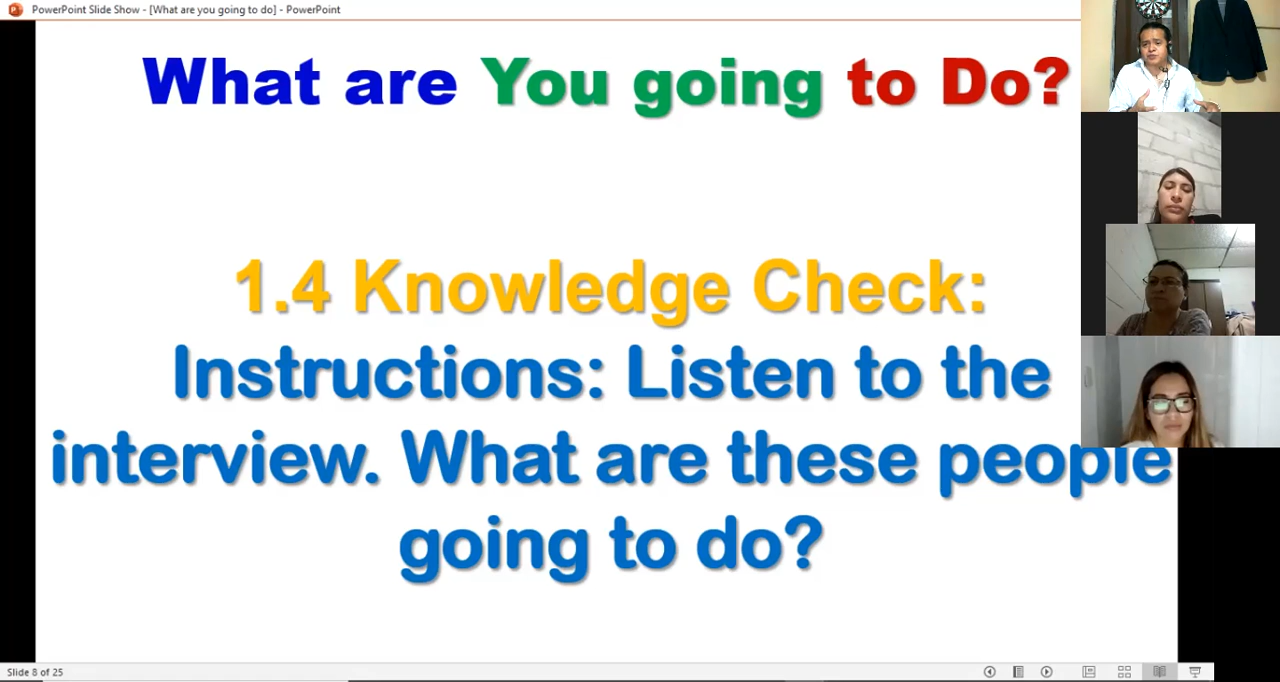 PowerPoint Slide Show - [What are you going to do] - PowerPoint
What are You going to Do?
1.4 Knowledge Check:
Instructions: Listen to the
interview. What are these people
going to do?
Slide 8 of 25